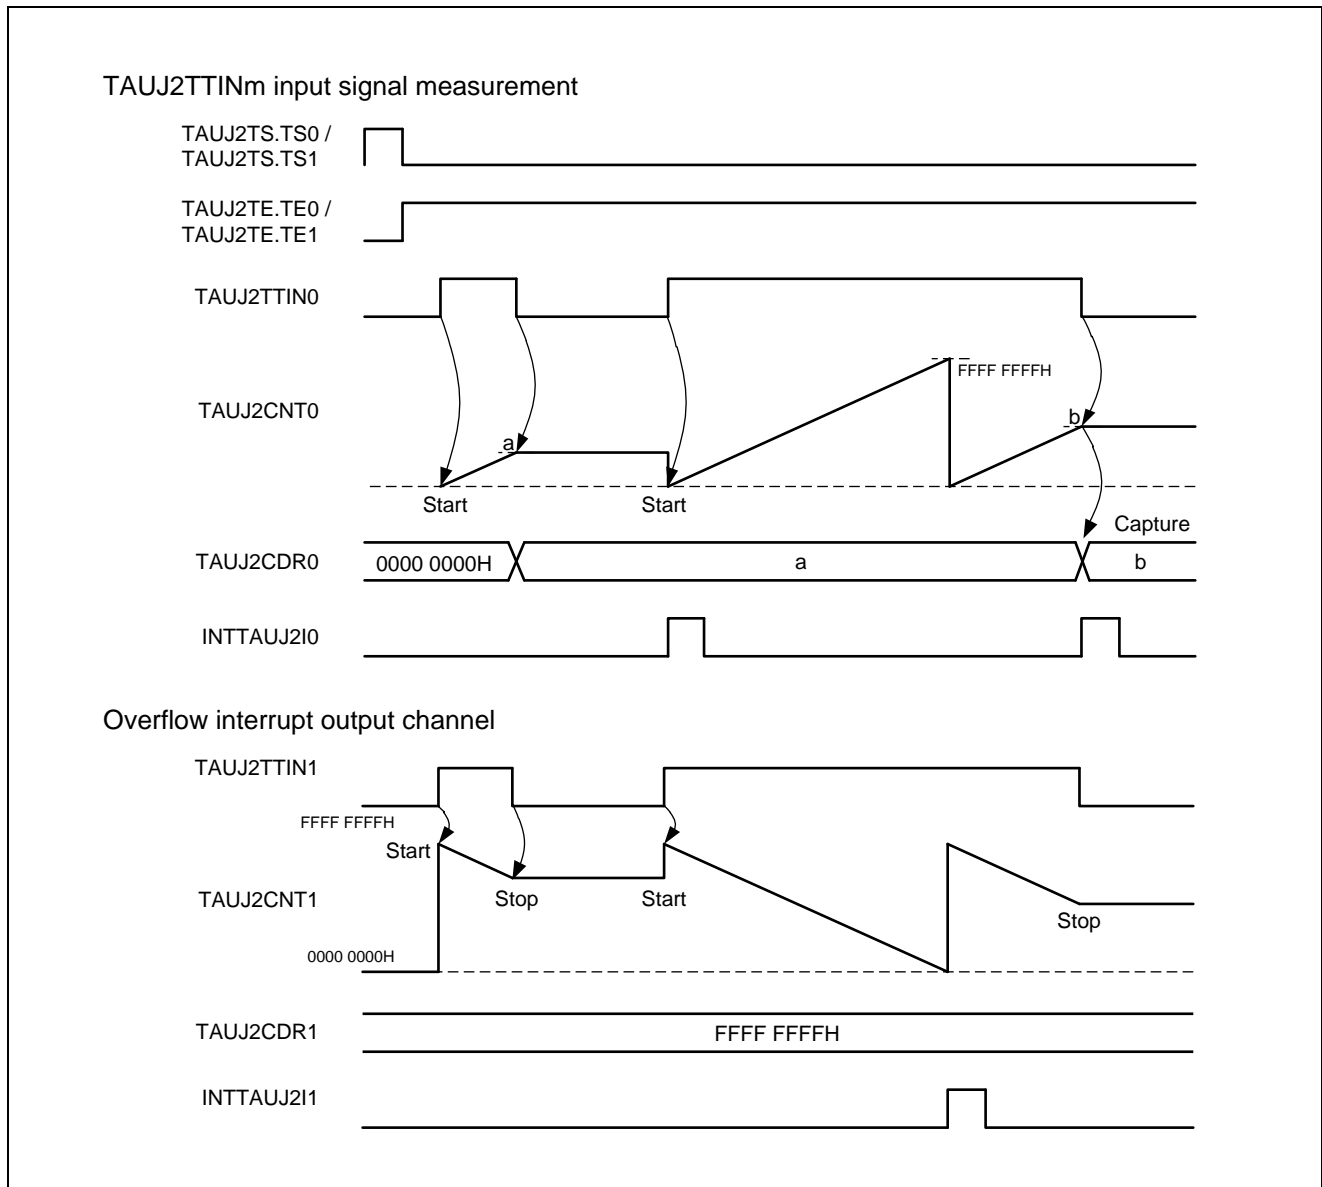 TAUJ2TTINm input signal measurement
TAUJ2TS.TS0 /
TAUJ2TS.TS1
TAUJ2TE.TE0 /
TAUJ2TE.TE1
TAUJ2TTIN0
FFFF FFFFH
TAUJ2CNT0
a
b
Start
Start
Capture
TAUJ2CDR0
0000 0000H
a
b
INTTAUJ2I0
Overflow interrupt output channel
TAUJ2TTIN1
FFFF FFFFH
Start
TAUJ2CNT1
Stop
Start
Stop
0000 0000H
TAUJ2CDR1
FFFF FFFFH
INTTAUJ2I1